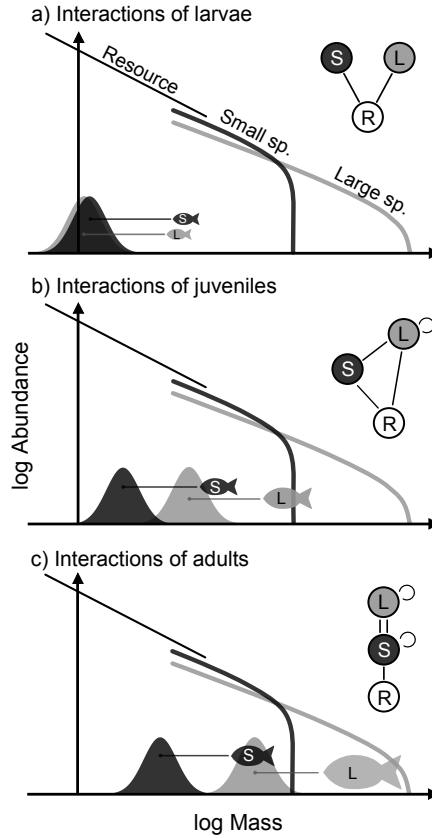 a) Interactions of larvae
S
L
R
Resource
Small sp.
Large sp.
S
L
b) Interactions of juveniles
L
S
R
S
L
c) Interactions of adults
L
S
R
S
L
log Abundance
log Mass